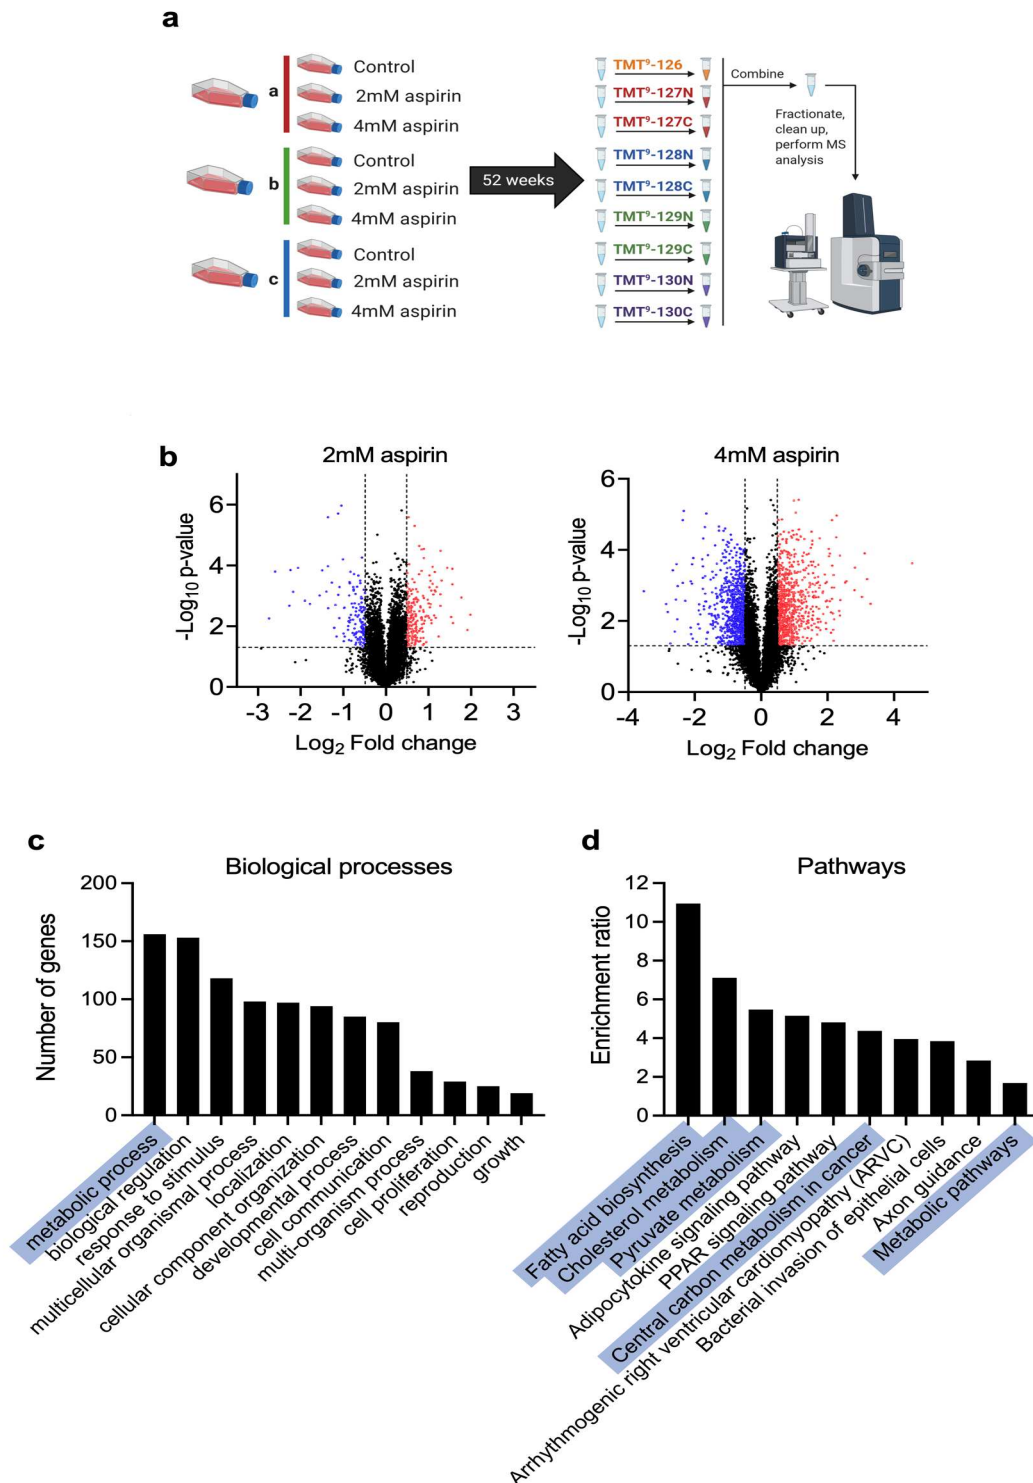 a
a
Control
2mM aspirin
4mM aspirin
b
Control
2mM aspirin
4mM aspirin
c
Control
2mM aspirin
4mM aspirin
52 weeks
TMT⁹-126
TMT⁹-127N
TMT⁹-127C
TMT⁹-128N
TMT⁹-128C
TMT⁹-129N
TMT⁹-129C
TMT⁹-130N
TMT⁹-130C
Combine
Fractionate,
clean up,
perform MS
analysis
b
2mM aspirin
-Log₁₀ p-value
6
4
2
0
-3 -2 -1 0 1 2 3
Log₂ Fold change
4mM aspirin
-Log₁₀ p-value
6
4
2
0
-4 -2 0 2 4
Log₂ Fold change
c
Biological processes
Number of genes
200
150
100
50
0
metabolic process
biological regulation
response to stimulus
multicellular organismal process
localization
cellular component organization
developmental process
cell communication
multi-organism process
cell proliferation
reproduction
growth
d
Pathways
Enrichment ratio
12
10
8
6
4
2
0
Fatty acid biosynthesis
Cholesterol metabolism
Pyruvate metabolism
Adipocytokine signaling pathway
PPAR signaling pathway
Central carbon metabolism in cancer
Arrhythmogenic right ventricular cardiomyopathy (ARVC)
Bacterial invasion of epithelial cells
Axon guidance
Metabolic pathways